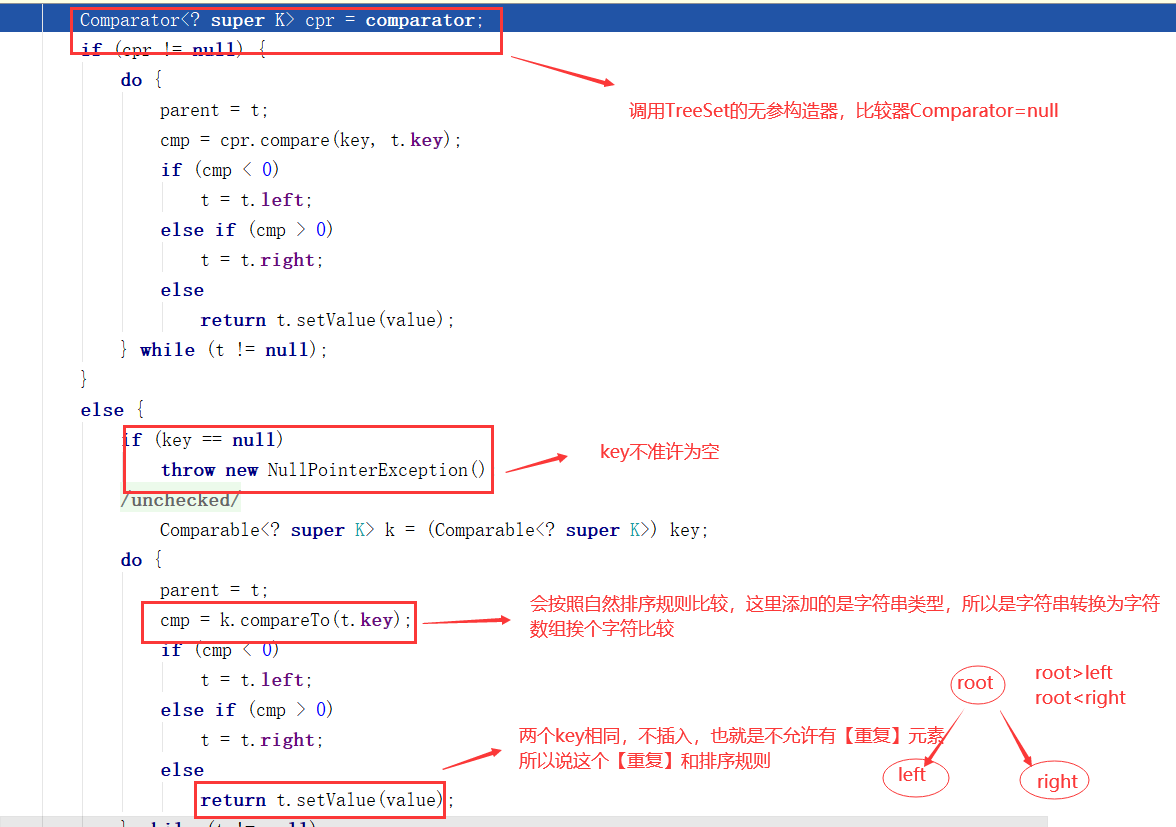 Comparator<? super K> cpr = comparator;
if (cpr != null) {
do {
parent = t;
cmp = cpr.compare(key, t.key);
if (cmp < 0)
t = t.left;
else if (cmp > 0)
t = t.right;
else
return t.setValue(value);
} while (t != null);
}
else {
if (key == null)
throw new NullPointerException()
/unchecked/
Comparable<? super K> k = (Comparable<? super K>) key;
do {
parent = t;
cmp = k.compareTo(t.key);
if (cmp < 0)
t = t.left;
else if (cmp > 0)
t = t.right;
else
return t.setValue(value);
} while (t != null)
调用TreeSet的无参构造器，比较器Comparator=null
key不准许为空
会按照自然排序规则比较，这里添加的是字符串类型，所以是字符串转换为字符
数组挨个字符比较
两个key相同，不插入，也就是不允许有【重复】元素
所以说这个【重复】和排序规则
root
root>left
root<right
left
right